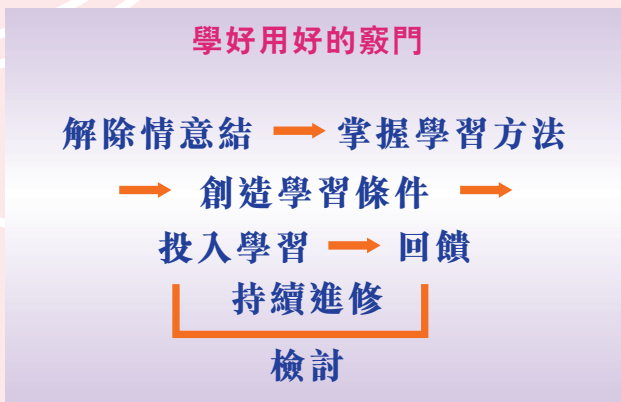 學好用好的竅門
解除情意結 → 掌握學習方法
→ 創造學習條件 →
投入學習 → 回饋
持續進修
檢討